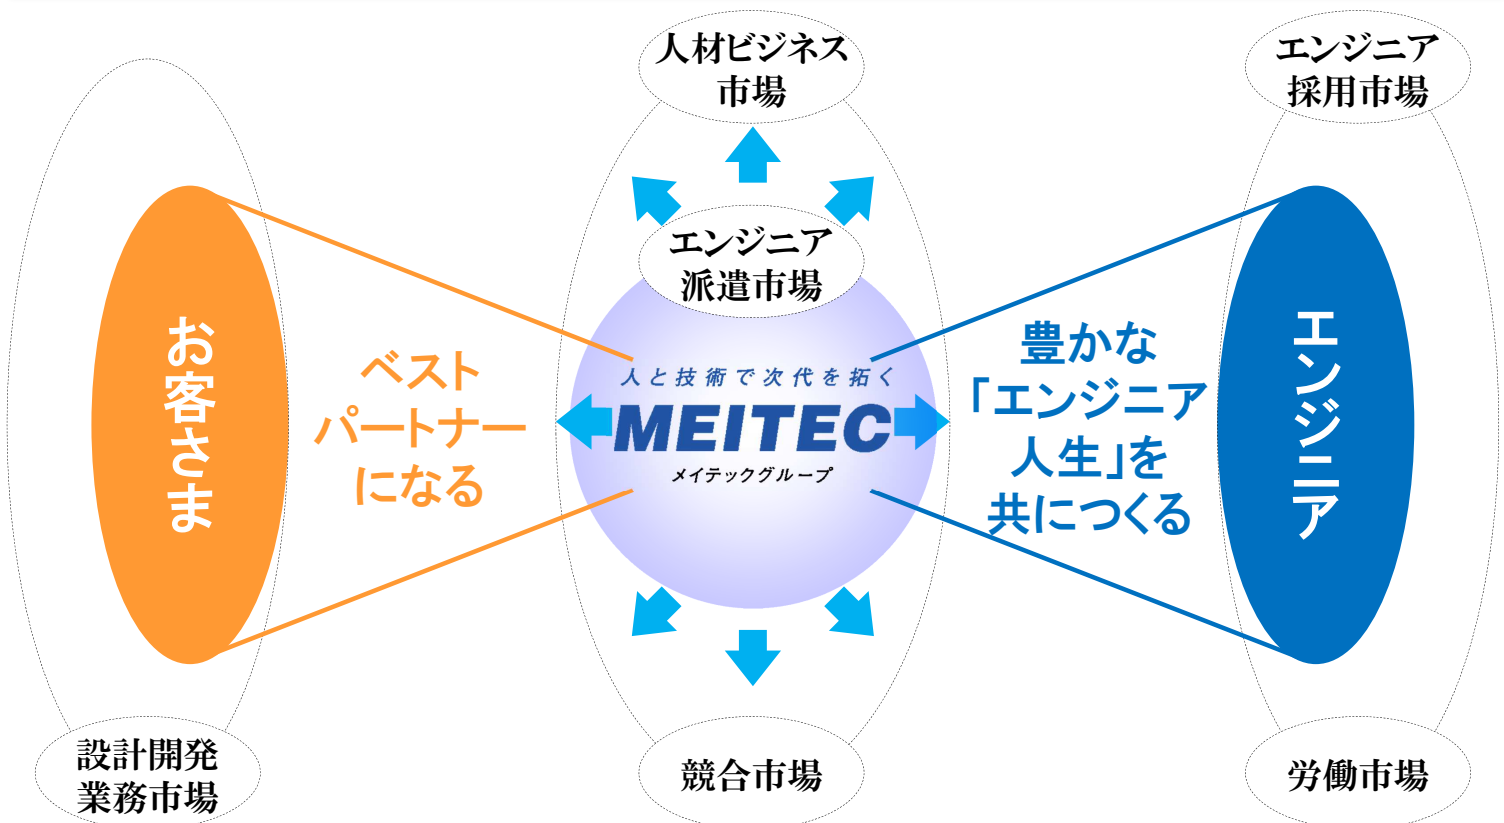 人材ビジネス
市場
エンジニア
採用市場
エンジニア
派遣市場
お客さま
ベスト
パートナー
になる
人と技術で次代を拓く
MEITEC
メイテックグループ
豊かな
「エンジニア
人生」を
共につくる
エンジニア
設計開発
業務市場
競合市場
労働市場